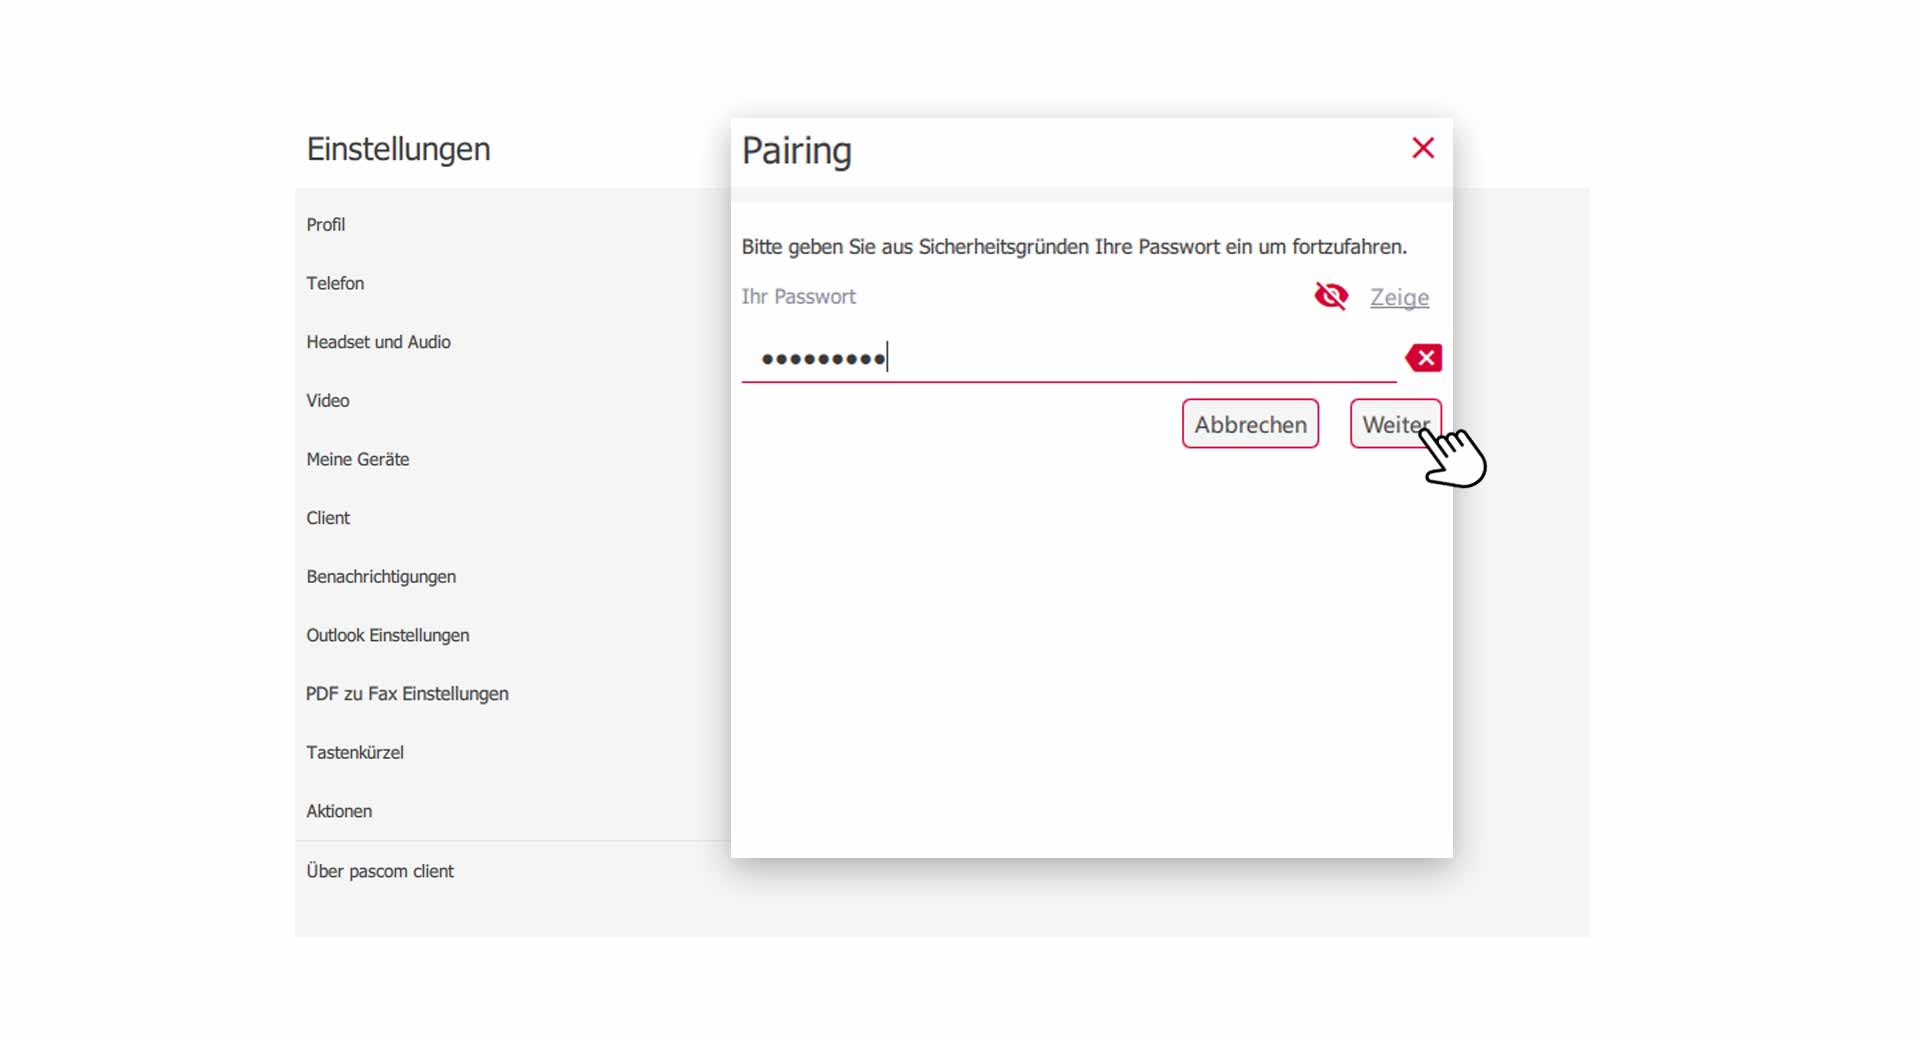 Einstellungen
Profil
Telefon
Headset und Audio
Video
Meine Geräte
Client
Benachrichtigungen
Outlook Einstellungen
PDF zu Fax Einstellungen
Tastenkürzel
Aktionen
Über pascom client
Pairing
Bitte geben Sie aus Sicherheitsgründen Ihre Passwort ein um fortzufahren.
Ihr Passwort
Zeige
•••••••••
Abbrechen
Weiter